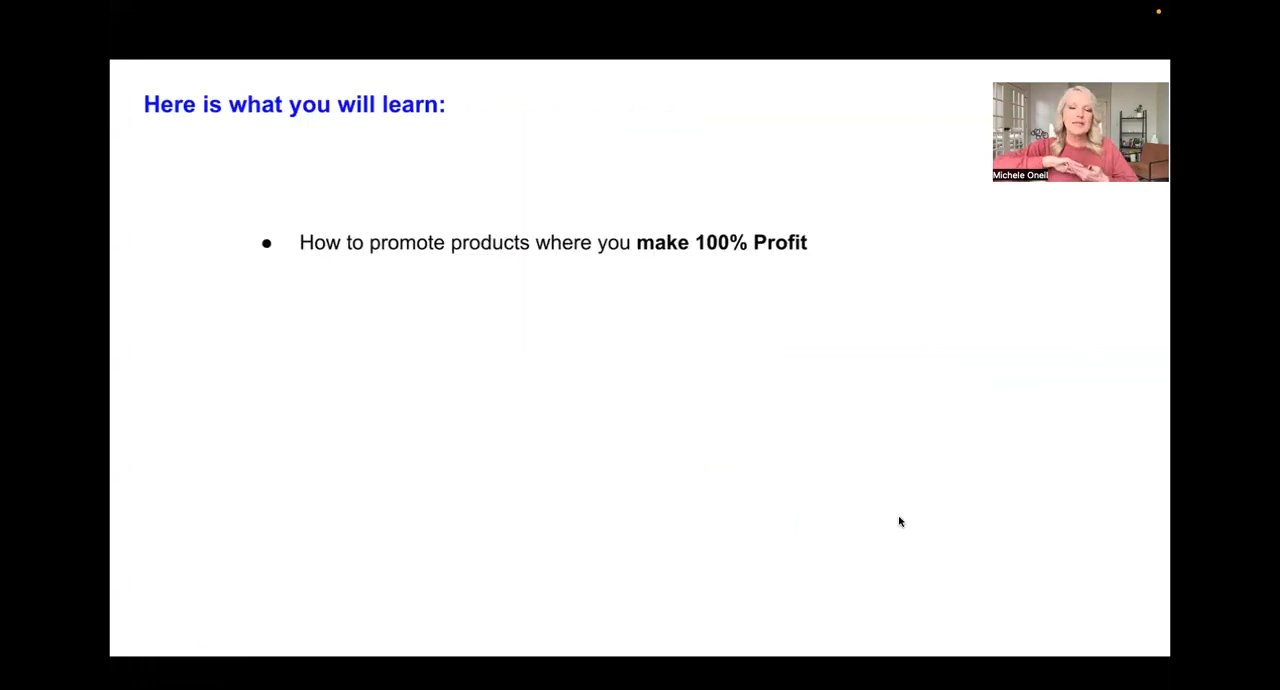 Here is what you will learn:
Michele Oneil
● How to promote products where you make 100% Profit